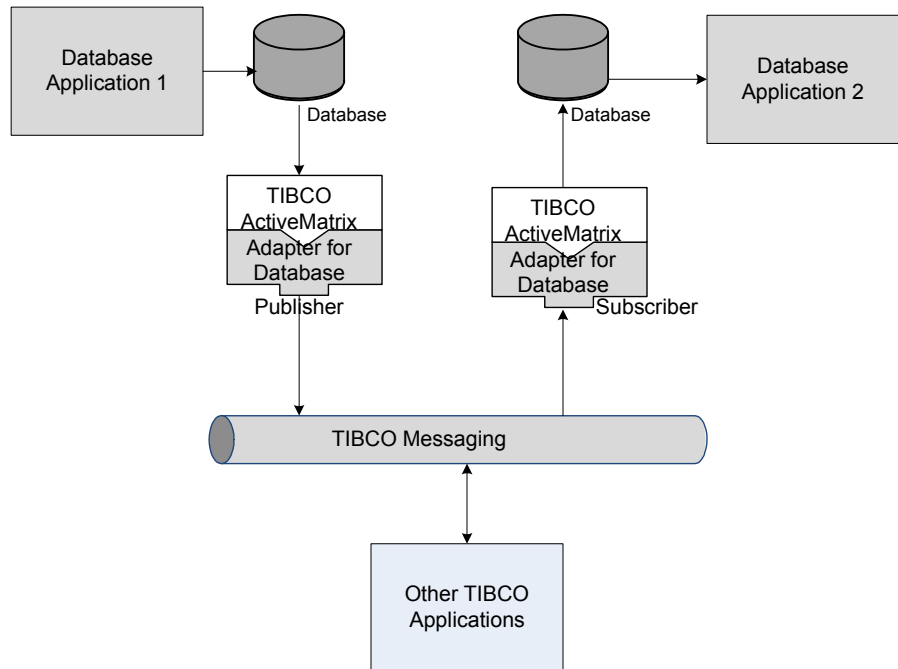 Database
Application 1
Database
Application 2
Database
Database
TIBCO
ActiveMatrix
Adapter for
Database
Publisher
TIBCO
ActiveMatrix
Adapter for
Database
Subscriber
TIBCO Messaging
Other TIBCO
Applications